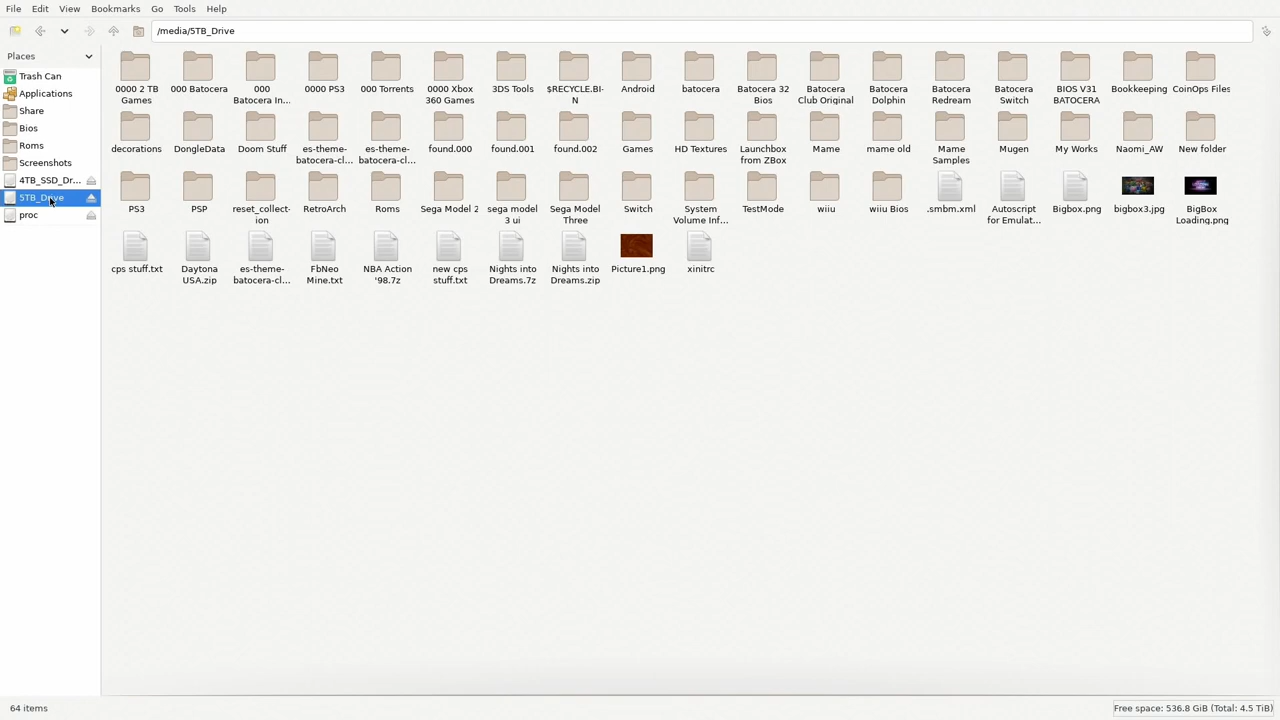 File Edit View Bookmarks Go Tools Help
/media/5TB_Drive
Places
Trash Can
Applications
Share
Bios
Roms
Screenshots
4TB_SSD_Dr...
5TB_Drive
proc
0000 2 TB
Games
000 Batocera
000
Batocera In...
0000 PS3
000 Torrents
0000 Xbox
360 Games
3DS Tools
$RECYCLE.BI-
N
Android
batocera
Batocera 32
Bios
Batocera
Club Original
Batocera
Dolphin
Batocera
Redream
Batocera
Switch
BIOS V31
BATOCERA
Bookkeeping
CoinOps Files
decorations
DongleData
Doom Stuff
es-theme-
batocera-cl...
es-theme-
batocera-cl...
found.000
found.001
found.002
Games
HD Textures
Launchbox
from ZBox
Mame
mame old
Mame
Samples
Mugen
My Works
Naomi_AW
New folder
PS3
PSP
reset_collect-
ion
RetroArch
Roms
Sega Model 2
sega model
3 ui
Sega Model
Three
Switch
System
Volume Inf...
TestMode
wiiu
wiiu Bios
.smbm.xml
Autoscript
for Emulat...
Bigbox.png
bigbox3.jpg
BigBox
Loading.png
cps stuff.txt
Daytona
USA.zip
es-theme-
batocera-cl...
FbNeo
Mine.txt
NBA Action
'98.7z
new cps
stuff.txt
Nights into
Dreams.7z
Nights into
Dreams.zip
Picture1.png
xinitrc
64 items
Free space: 536.8 GiB (Total: 4.5 TiB)